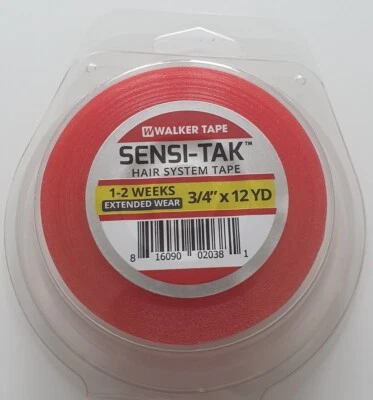 W WALKER TAPE
SENSI-TAK™
HAIR SYSTEM TAPE
1-2 WEEKS
EXTENDED WEAR
3/4" x 12 YD
8 16090 02038 1